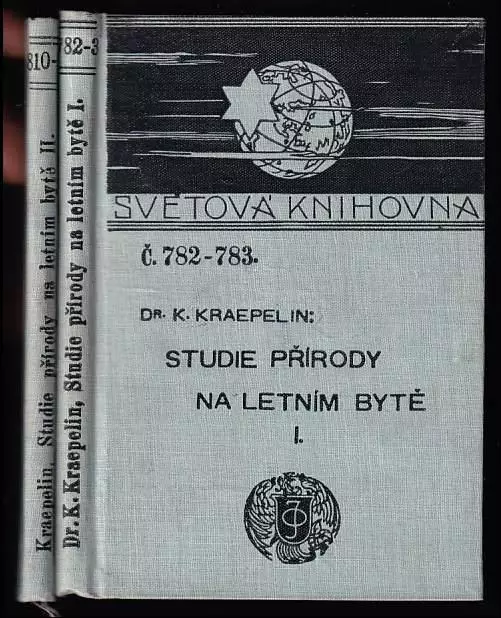 SVĚTOVÁ KNIHOVNA
Č. 782-783.
DR. K. KRAEPELIN:
STUDIE PŘÍRODY
NA LETNÍM BYTĚ
I.
82-3
Dr. K. Kraepelin, Studie přírody na letním bytě I.
810-
Kraepelin, Studie přírody na letním bytě II.